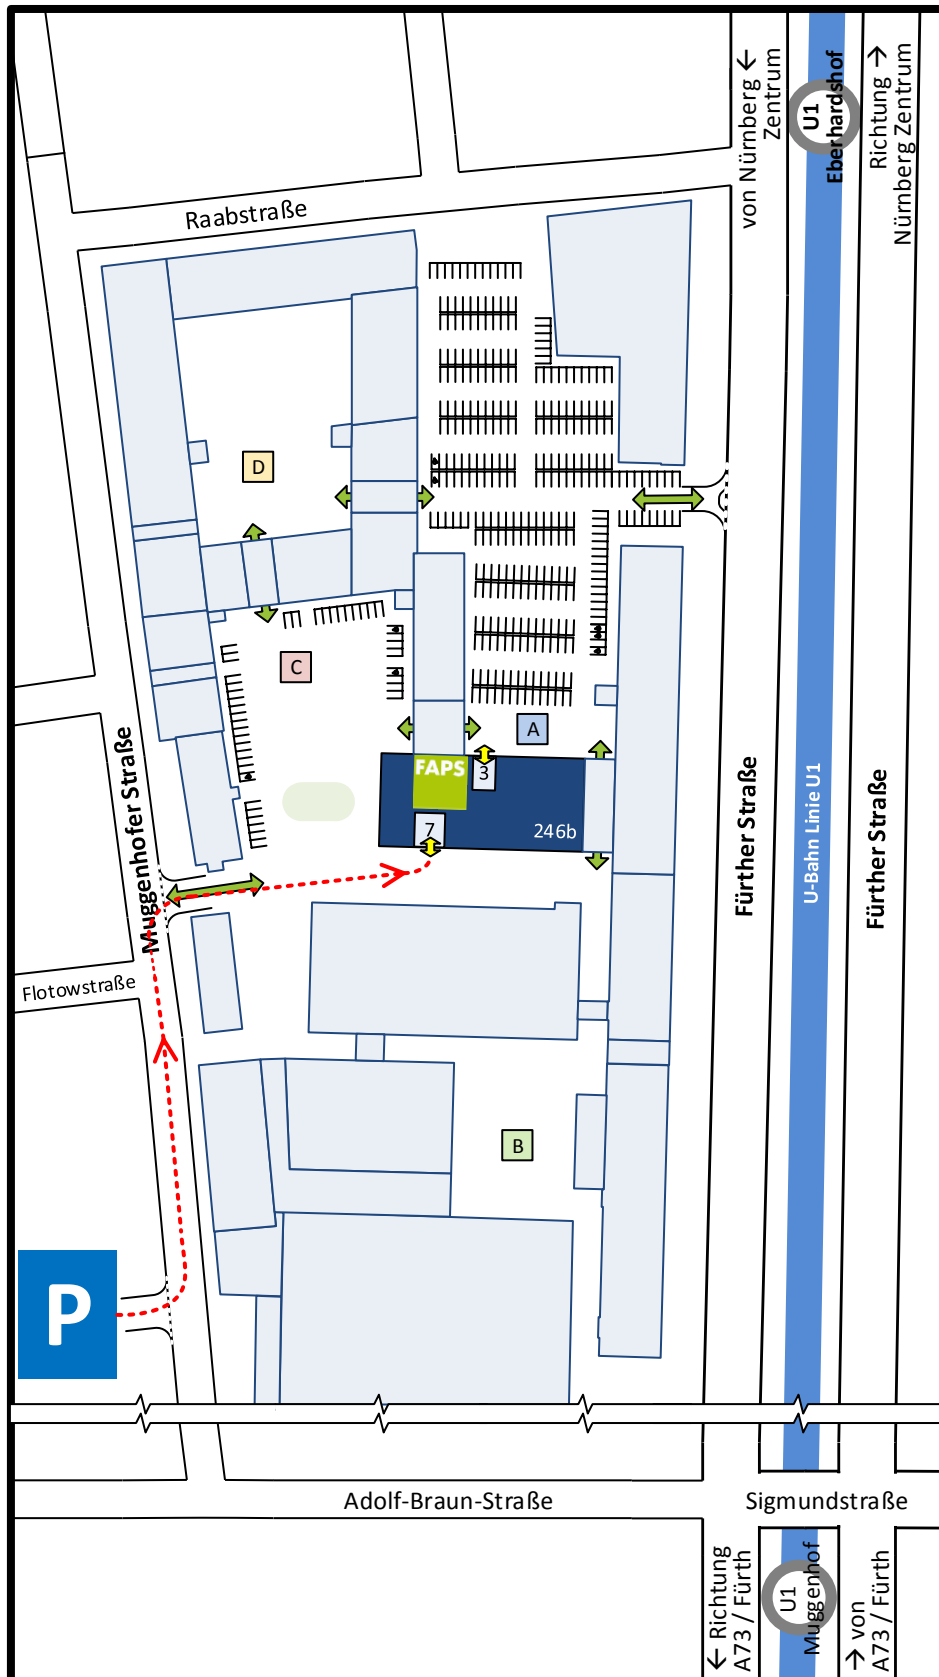 von Nürnberg ←
Zentrum
U1
Eberhardshof
Richtung →
Nürnberg Zentrum
Raabstraße
D
C
A
FAPS
3
7
246b
Muggenhofer Straße
Fürther Straße
U-Bahn Linie U1
Fürther Straße
Flotowstraße
B
P
Adolf-Braun-Straße
Sigmundstraße
← Richtung
A73 / Fürth
U1
Muggenhof
→ von
A73 / Fürth